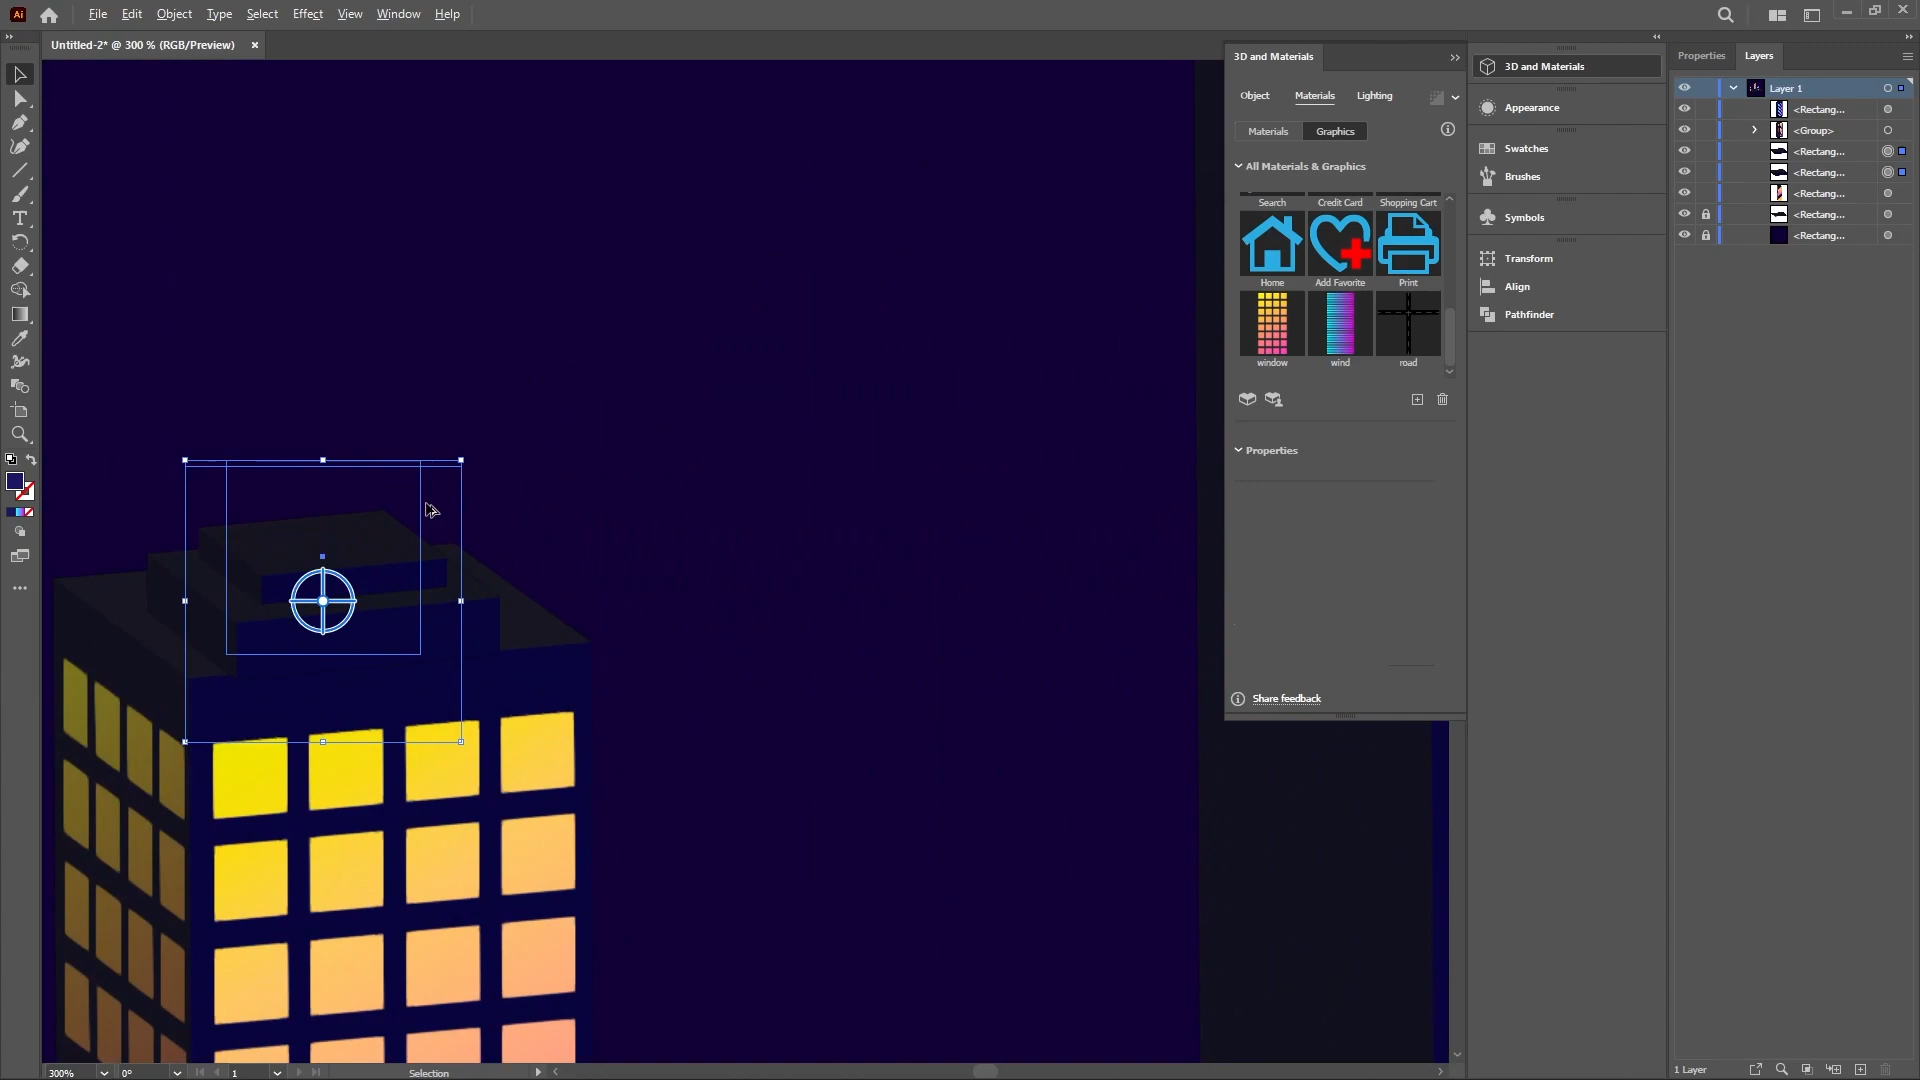 Ai
File Edit Object Type Select Effect View Window Help
Untitled-2* @ 300 % (RGB/Preview)
3D and Materials
Object Materials Lighting
Materials Graphics
All Materials & Graphics
Search Credit Card Shopping Cart
Home Add Favorite Print
window wind road
Properties
Share feedback
3D and Materials
Appearance
Swatches
Brushes
Symbols
Transform
Align
Pathfinder
Properties Layers
Layer 1
<Rectang...
<Group>
<Rectang...
<Rectang...
<Rectang...
<Rectang...
<Rectang...
1 Layer
300% 0° 1 Selection